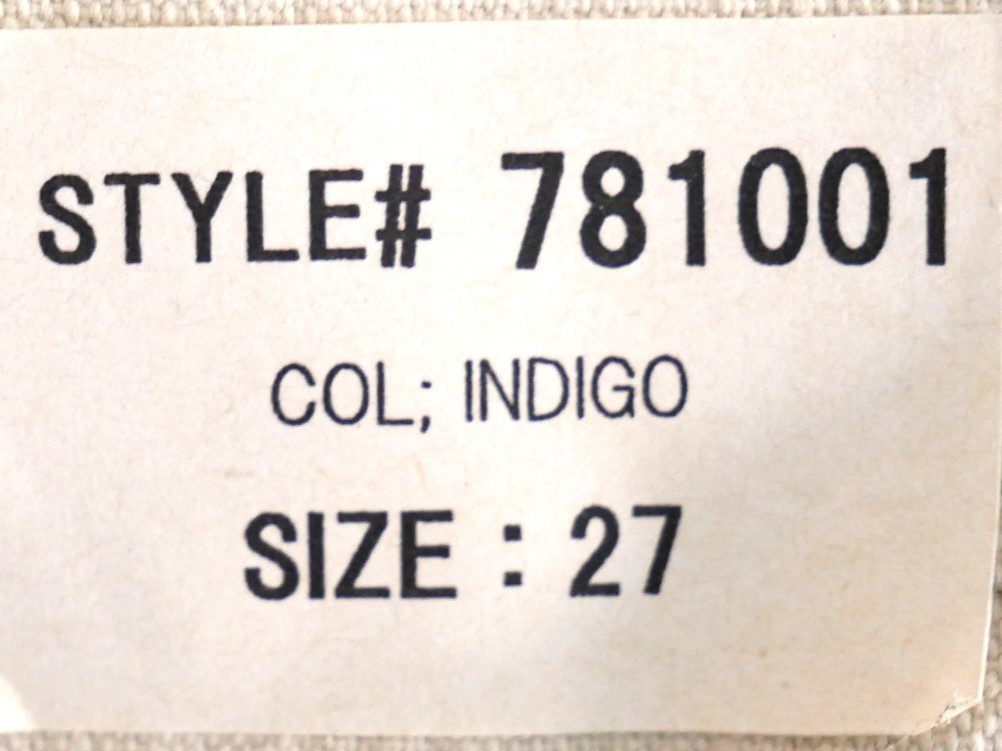 STYLE# 781001
COL; INDIGO
SIZE : 27